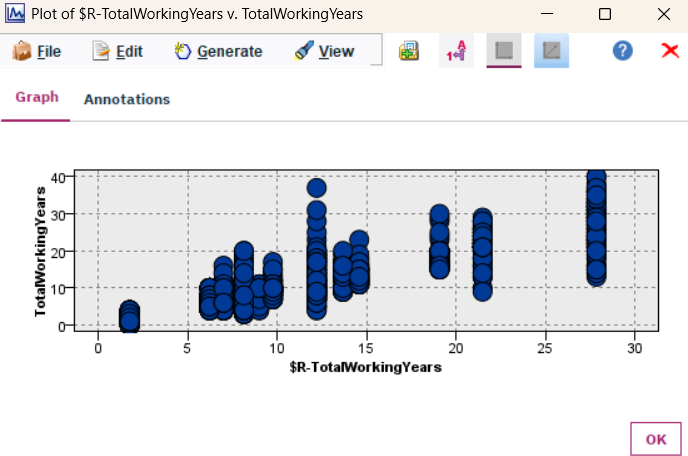 Plot of $R-TotalWorkingYears v. TotalWorkingYears
File Edit Generate View
Graph Annotations
TotalWorkingYears
40
30
20
10
0
0 5 10 15 20 25 30
$R-TotalWorkingYears
OK